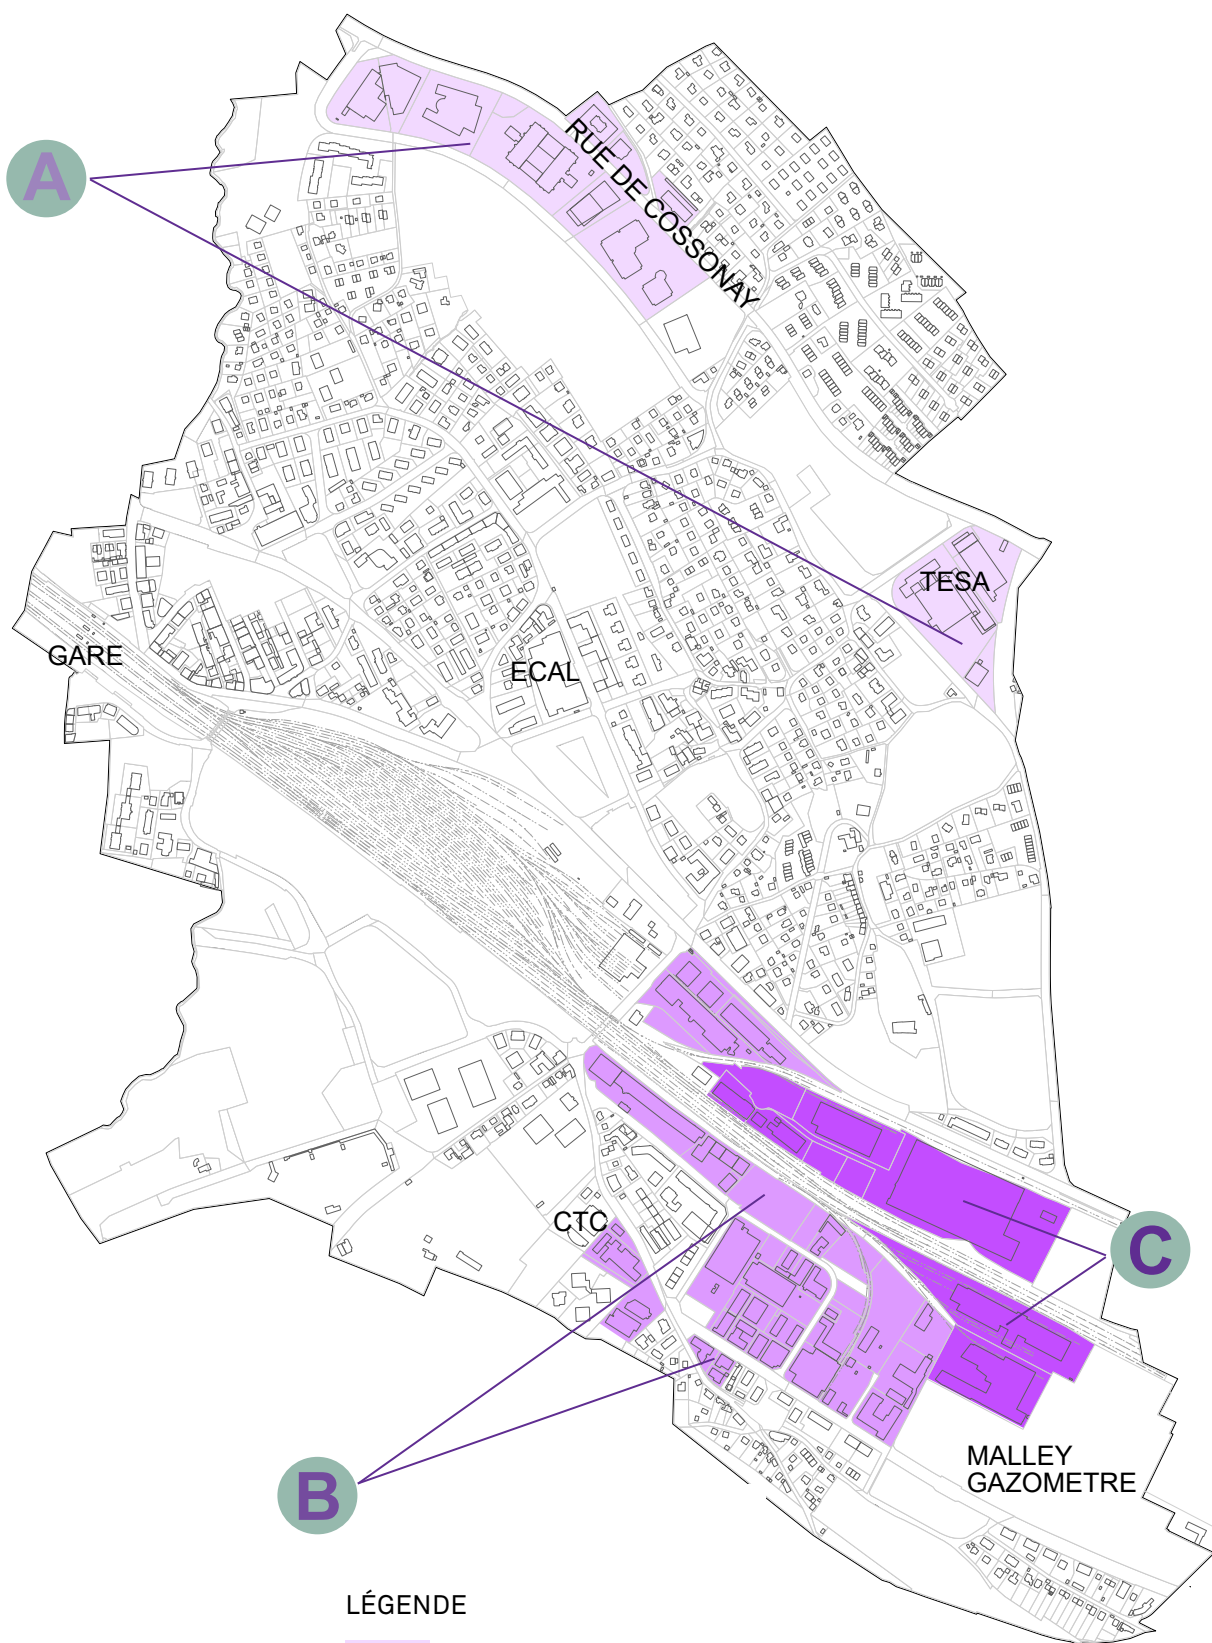 A
RUE DE COSSONAY
TESA
GARE
ECAL
CTC
C
B
MALLEY
GAZOMETRE
LÉGENDE